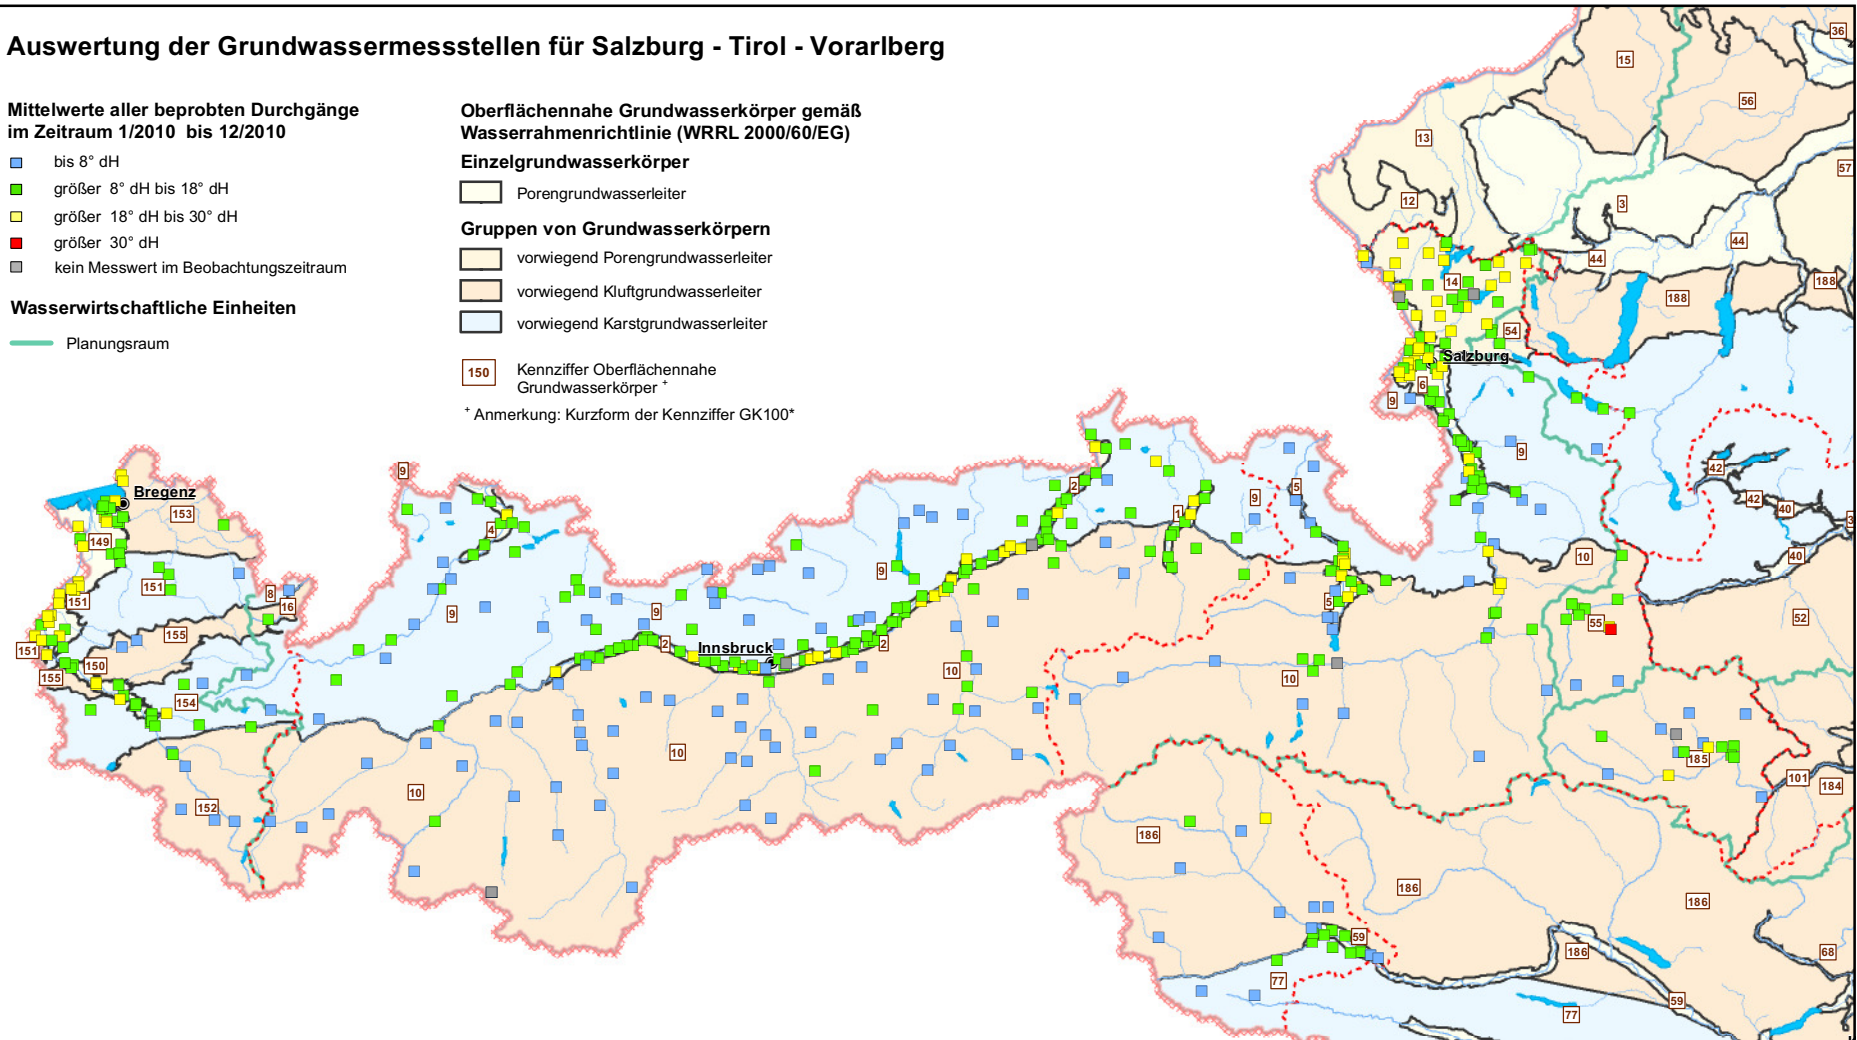 Auswertung der Grundwassermessstellen für Salzburg - Tirol - Vorarlberg
Mittelwerte aller beprobten Durchgänge
im Zeitraum 1/2010 bis 12/2010
bis 8° dH
größer 8° dH bis 18° dH
größer 18° dH bis 30° dH
größer 30° dH
kein Messwert im Beobachtungszeitraum
Wasserwirtschaftliche Einheiten
Planungsraum
Oberflächennahe Grundwasserkörper gemäß
Wasserrahmenrichtlinie (WRRL 2000/60/EG)
Einzelgrundwasserkörper
Porengrundwasserleiter
Gruppen von Grundwasserkörpern
vorwiegend Porengrundwasserleiter
vorwiegend Kluftgrundwasserleiter
vorwiegend Karstgrundwasserleiter
150 Kennziffer Oberflächennahe
Grundwasserkörper +
+ Anmerkung: Kurzform der Kennziffer GK100*
36
15
56
13
57
12
3
44
44
14
188
188
54
Salzburg
6
9
9
9
42
42
40
40
10
52
55
5
5
9
2
1
9
4
9
9
2
Innsbruck
2
10
10
10
10
Bregenz
153
149
151
151
8
16
155
151
150
155
154
152
185
101
184
186
186
186
186
68
59
59
77
77